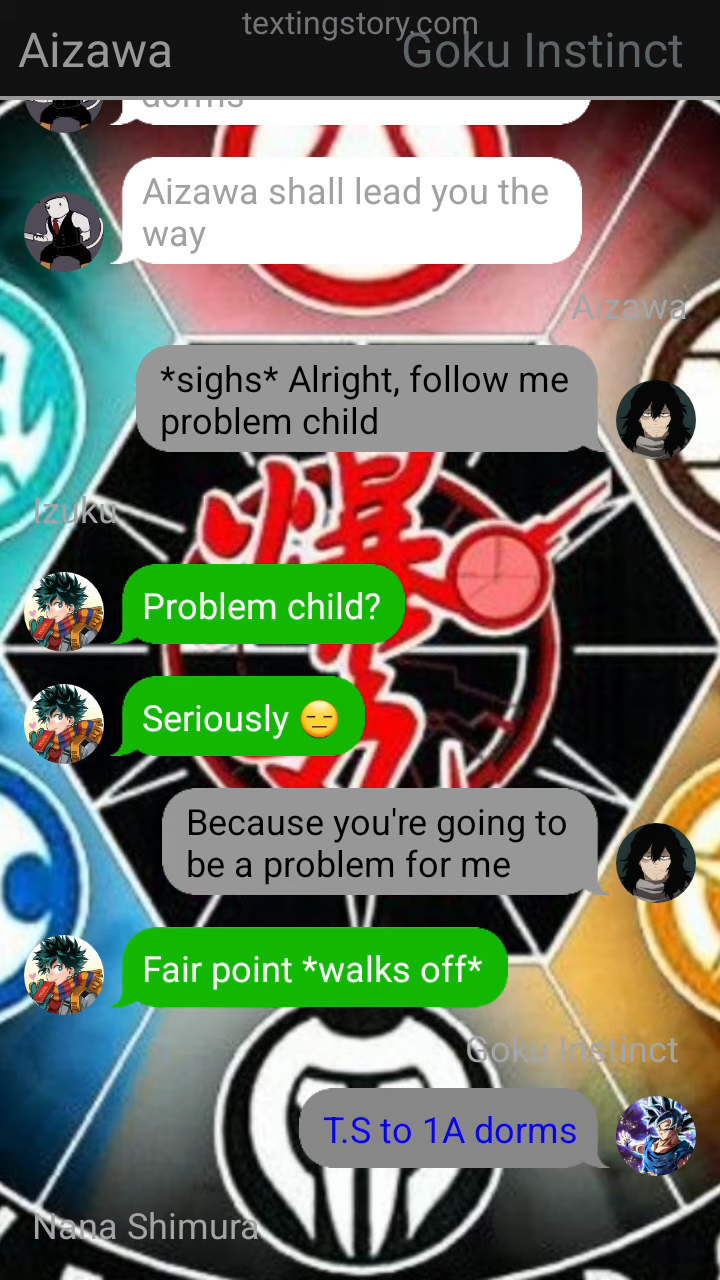 textingstory.com
Aizawa
Goku Instinct
dorms
Aizawa shall lead you the
way
Aizawa
*sighs* Alright, follow me
problem child
Izuku
爆
Problem child?
Seriously 😑
Because you're going to
be a problem for me
Fair point *walks off*
Goku Instinct
T.S to 1A dorms
Nana Shimura